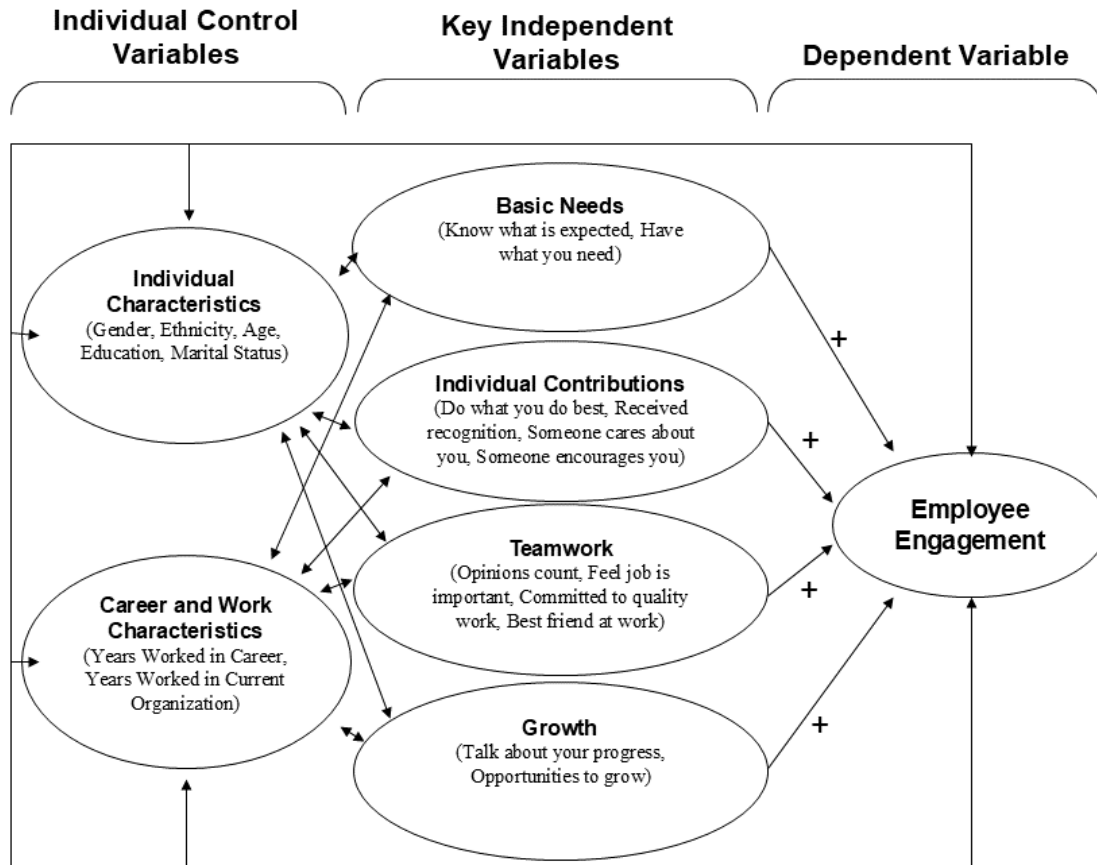 Individual Control
Variables
Key Independent
Variables
Dependent Variable
Basic Needs
(Know what is expected, Have
what you need)
Individual
Characteristics
(Gender, Ethnicity, Age,
Education, Marital Status)
+
Individual Contributions
(Do what you do best, Received
recognition, Someone cares about
you, Someone encourages you)
+
Employee
Engagement
Teamwork
(Opinions count, Feel job is
important, Committed to quality
work, Best friend at work)
+
Career and Work
Characteristics
(Years Worked in Career,
Years Worked in Current
Organization)
Growth
(Talk about your progress,
Opportunities to grow)
+